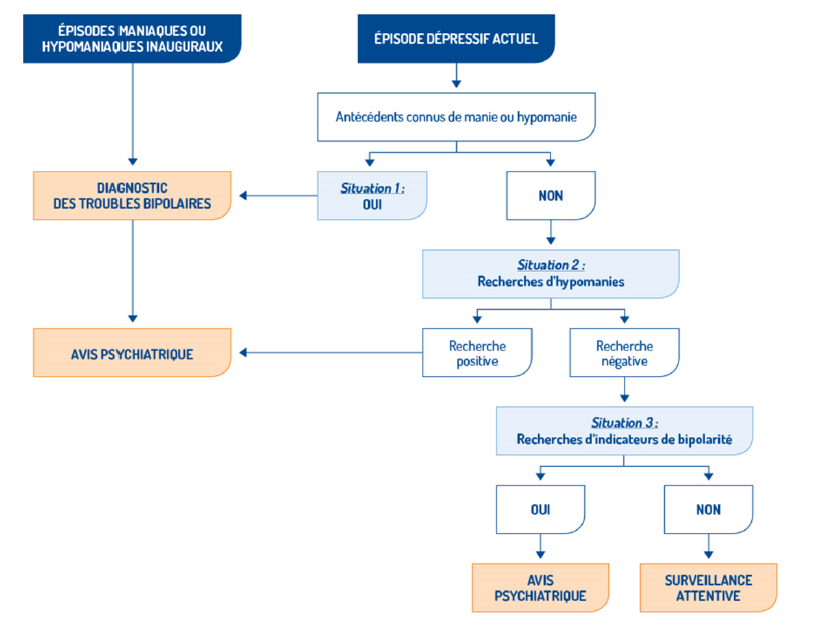 ÉPISODES MANIAQUES OU
HYPOMANIAQUES INAUGURAUX
ÉPISODE DÉPRESSIF ACTUEL
Antécédents connus de manie ou hypomanie
DIAGNOSTIC
DES TROUBLES BIPOLAIRES
Situation 1 :
OUI
NON
Situation 2 :
Recherches d'hypomanies
AVIS PSYCHIATRIQUE
Recherche
positive
Recherche
négative
Situation 3 :
Recherches d'indicateurs de bipolarité
OUI
NON
AVIS
PSYCHIATRIQUE
SURVEILLANCE
ATTENTIVE